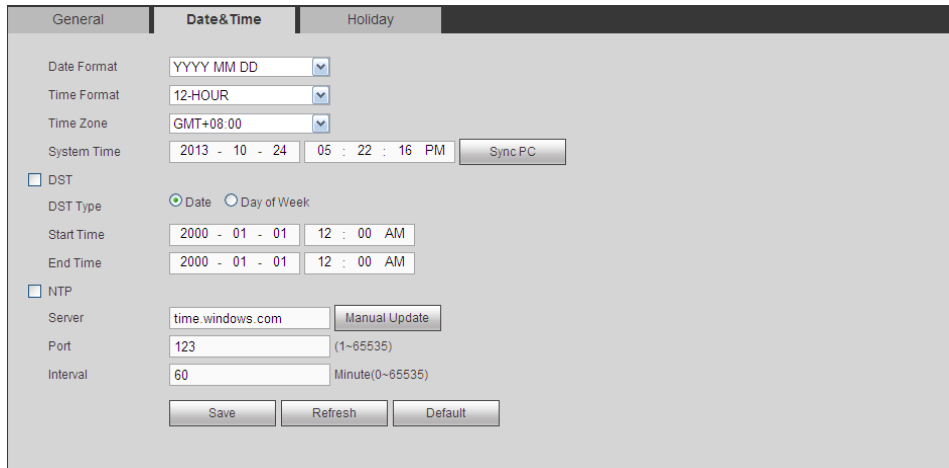 General Date&Time Holiday
Date Format YYYY MM DD
Time Format 12-HOUR
Time Zone GMT+08:00
System Time 2013 - 10 - 24 05 : 22 : 16 PM Sync PC
DST
DST Type Date Day of Week
Start Time 2000 - 01 - 01 12 : 00 AM
End Time 2000 - 01 - 01 12 : 00 AM
NTP
Server time.windows.com Manual Update
Port 123 (1~65535)
Interval 60 Minute(0~65535)
Save Refresh Default